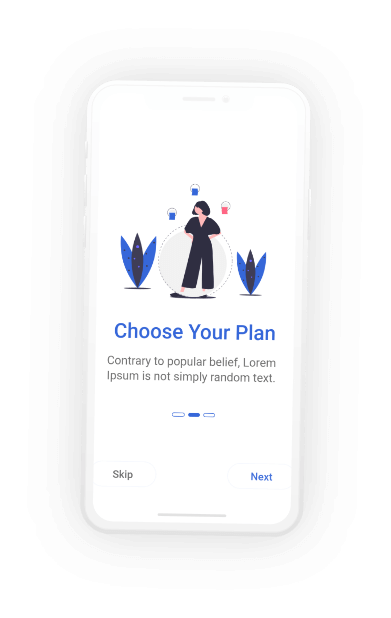 Choose Your Plan
Contrary to popular belief, Lorem
Ipsum is not simply random text.
Skip
Next